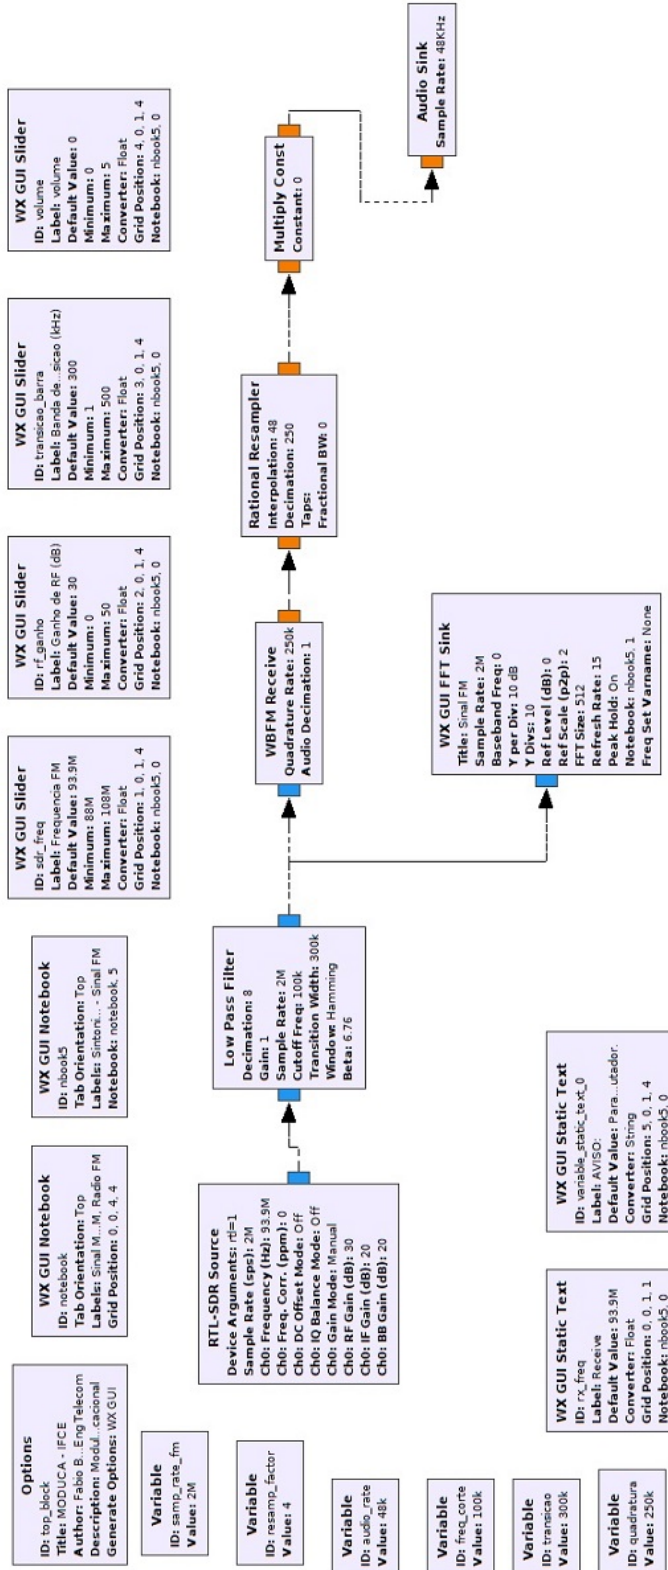 Options
ID: top_block
Title: MODUCA - IFCE
Author: Fabio B...Eng Telecom
Description: Modul...cacional
Generate Options: WX GUI
WX GUI Notebook
ID: notebook
Tab Orientation: Top
Labels: Sinal M...M, Radio FM
Grid Position: 0, 0, 4, 4
WX GUI Notebook
ID: nbook5
Tab Orientation: Top
Labels: Sintoni... - Sinal FM
Notebook: notebook, 5
WX GUI Slider
ID: sdr_freq
Label: Frequencia FM
Default Value: 93.9M
Minimum: 88M
Maximum: 108M
Converter: Float
Grid Position: 1, 0, 1, 4
Notebook: nbook5, 0
WX GUI Slider
ID: rf_ganho
Label: Ganho de RF (dB)
Default Value: 30
Minimum: 0
Maximum: 50
Converter: Float
Grid Position: 2, 0, 1, 4
Notebook: nbook5, 0
WX GUI Slider
ID: transicao_barra
Label: Banda de...sicao (kHz)
Default Value: 300
Minimum: 1
Maximum: 500
Converter: Float
Grid Position: 3, 0, 1, 4
Notebook: nbook5, 0
WX GUI Slider
ID: volume
Label: volume
Default Value: 0
Minimum: 0
Maximum: 5
Converter: Float
Grid Position: 4, 0, 1, 4
Notebook: nbook5, 0
Variable
ID: samp_rate_fm
Value: 2M
Variable
ID: resamp_factor
Value: 4
Variable
ID: audio_rate
Value: 48k
Variable
ID: freq_corte
Value: 100k
Variable
ID: transicao
Value: 300k
Variable
ID: quadratura
Value: 250k
RTL-SDR Source
Device Arguments: rtl=1
Sample Rate (sps): 2M
Ch0: Frequency (Hz): 93.9M
Ch0: Freq. Corr. (ppm): 0
Ch0: DC Offset Mode: Off
Ch0: IQ Balance Mode: Off
Ch0: Gain Mode: Manual
Ch0: RF Gain (dB): 30
Ch0: IF Gain (dB): 20
Ch0: BB Gain (dB): 20
Low Pass Filter
Decimation: 8
Gain: 1
Sample Rate: 2M
Cutoff Freq: 100k
Transition Width: 300k
Window: Hamming
Beta: 6.76
WBFM Receive
Quadrature Rate: 250k
Audio Decimation: 1
Rational Resampler
Interpolation: 48
Decimation: 250
Taps:
Fractional BW: 0
Multiply Const
Constant: 0
Audio Sink
Sample Rate: 48KHz
WX GUI FFT Sink
Title: Sinal FM
Sample Rate: 2M
Baseband Freq: 0
Y per Div: 10 dB
Y Divs: 10
Ref Level (dB): 0
Ref Scale (p2p): 2
FFT Size: 512
Refresh Rate: 15
Peak Hold: On
Notebook: nbook5, 1
Freq Set Varname: None
WX GUI Static Text
ID: rx_freq
Label: Receive
Default Value: 93.9M
Converter: Float
Grid Position: 0, 0, 1, 1
Notebook: nbook5, 0
WX GUI Static Text
ID: variable_static_text_0
Label: AVISO:
Default Value: Para...utador.
Converter: String
Grid Position: 5, 0, 1, 4
Notebook: nbook5, 0